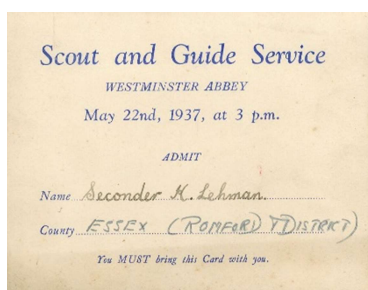 Scout and Guide Service
WESTMINSTER ABBEY
May 22nd, 1937, at 3 p.m.
ADMIT
Name Seconder K. Lehman.
County ESSEX (ROMFORD DISTRICT)
You MUST bring this Card with you.